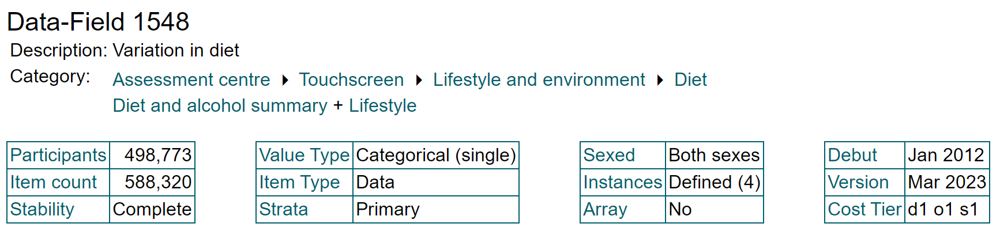 Data-Field 1548
Description: Variation in diet
Category: Assessment centre ▸ Touchscreen ▸ Lifestyle and environment ▸ Diet
Diet and alcohol summary + Lifestyle
Participants 498,773
Item count 588,320
Stability Complete
Value Type Categorical (single)
Item Type Data
Strata Primary
Sexed Both sexes
Instances Defined (4)
Array No
Debut Jan 2012
Version Mar 2023
Cost Tier d1 o1 s1